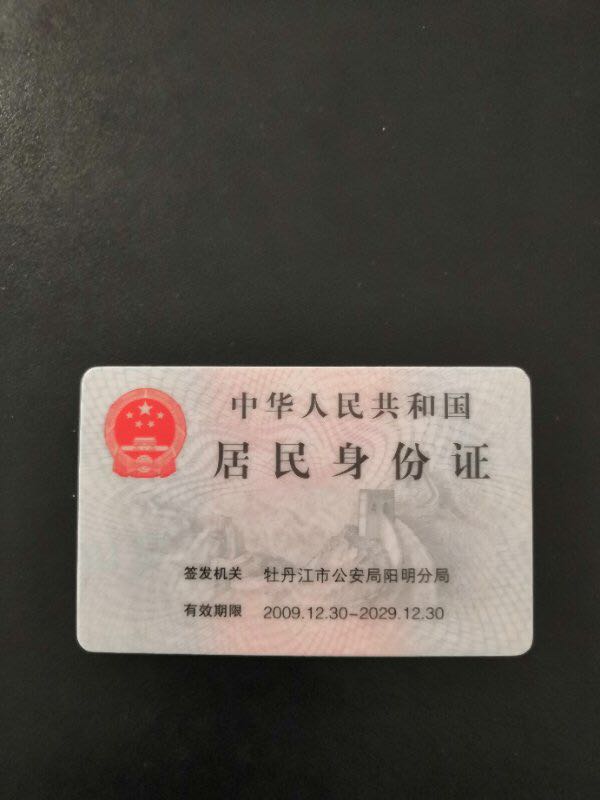 中华人民共和国
居民身份证
签发机关 牡丹江市公安局阳明分局
有效期限 2009.12.30-2029.12.30